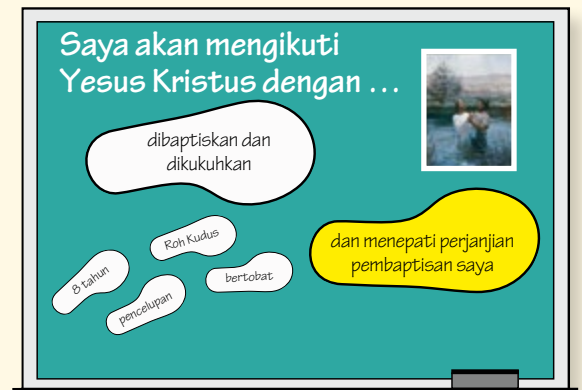 Saya akan mengikuti
Yesus Kristus dengan …
dibaptiskan dan
dikukuhkan
Roh Kudus
8 tahun
bertobat
pencelupan
dan menepati perjanjian
pembaptisan saya